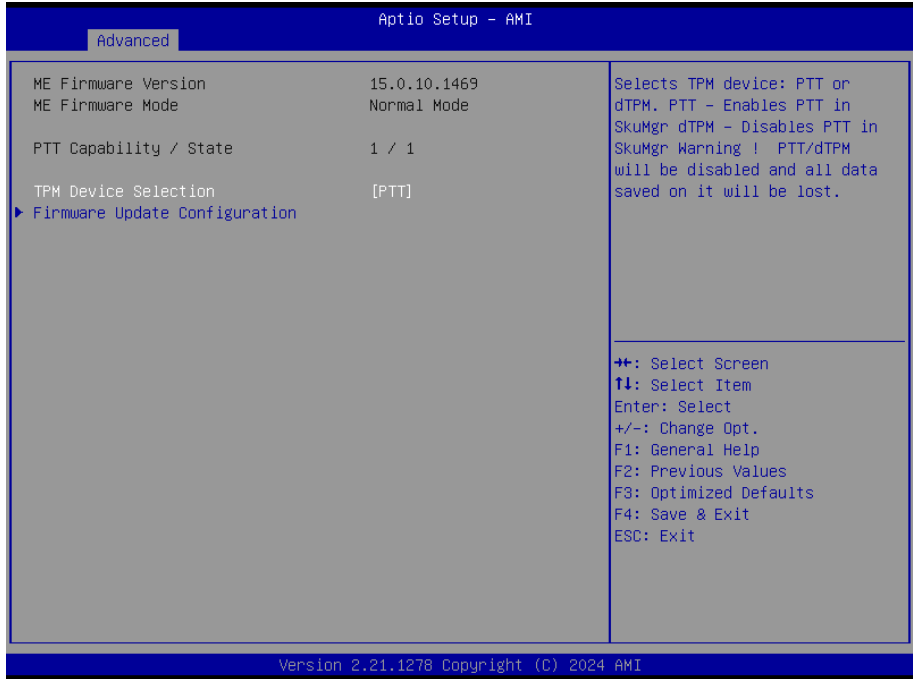 Aptio Setup – AMI
Advanced
ME Firmware Version 15.0.10.1469
ME Firmware Mode Normal Mode
PTT Capability / State 1 / 1
TPM Device Selection [PTT]
Firmware Update Configuration
Selects TPM device: PTT or
dTPM. PTT – Enables PTT in
SkuMgr dTPM – Disables PTT in
SkuMgr Warning !  PTT/dTPM
will be disabled and all data
saved on it will be lost.
→←: Select Screen
↑↓: Select Item
Enter: Select
+/–: Change Opt.
F1: General Help
F2: Previous Values
F3: Optimized Defaults
F4: Save & Exit
ESC: Exit
Version 2.21.1278 Copyright (C) 2024 AMI